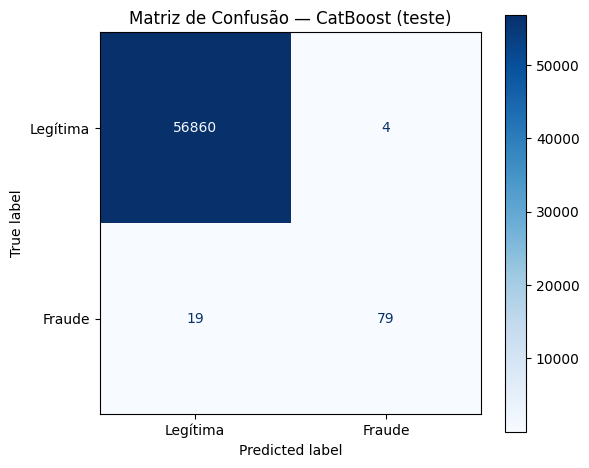 Matriz de Confusão — CatBoost (teste)
True label
Legítima
Fraude
56860
4
19
79
Legítima
Fraude
Predicted label
50000
40000
30000
20000
10000